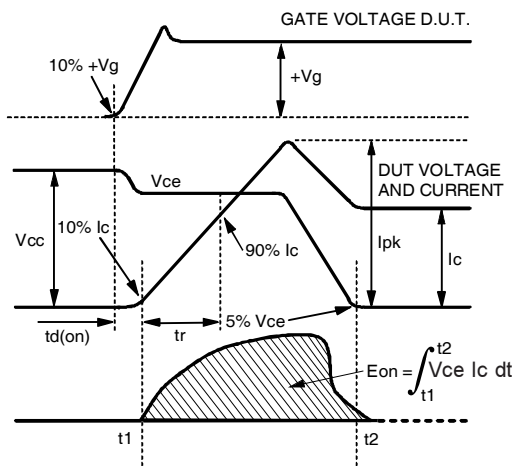 GATE VOLTAGE D.U.T.
10% +Vg
+Vg
Vce
DUT VOLTAGE
AND CURRENT
10% Ic
Vcc
90% Ic
Ipk
Ic
td(on)
tr
5% Vce
Eon = ∫ t1 t2 Vce Ic dt
t1
t2